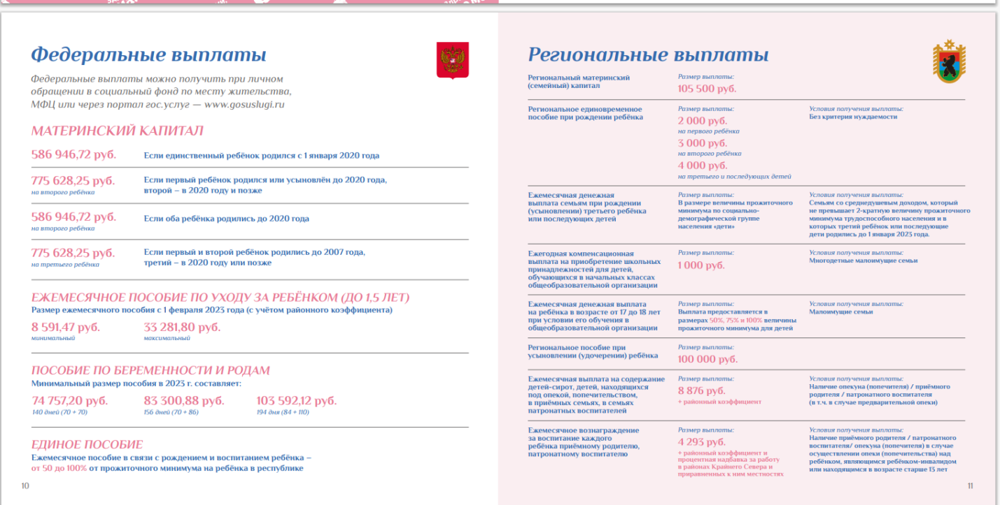 Федеральные выплаты
Федеральные выплаты можно получить при личном
обращении в социальный фонд по месту жительства,
МФЦ или через портал гос.услуг — www.gosuslugi.ru
МАТЕРИНСКИЙ КАПИТАЛ
586 946,72 руб.
Если единственный ребёнок родился с 1 января 2020 года
775 628,25 руб.
на второго ребёнка
Если первый ребёнок родился или усыновлён до 2020 года,
второй – в 2020 году и позже
586 946,72 руб.
на второго ребёнка
Если оба ребёнка родились до 2020 года
775 628,25 руб.
на третьего ребёнка
Если первый и второй ребёнок родились до 2007 года,
третий – в 2020 году или позже
ЕЖЕМЕСЯЧНОЕ ПОСОБИЕ ПО УХОДУ ЗА РЕБЁНКОМ (ДО 1,5 ЛЕТ)
Размер ежемесячного пособия с 1 февраля 2023 года (с учётом районного коэффициента)
8 591,47 руб.
минимальный
33 281,80 руб.
максимальный
ПОСОБИЕ ПО БЕРЕМЕННОСТИ И РОДАМ
Минимальный размер пособия в 2023 г. составляет:
74 757,20 руб.
140 дней (70 + 70)
83 300,88 руб.
156 дней (70 + 86)
103 592,12 руб.
194 дня (84 + 110)
ЕДИНОЕ ПОСОБИЕ
Ежемесячное пособие в связи с рождением и воспитанием ребёнка –
от 50 до 100% от прожиточного минимума на ребёнка в республике
10
Региональные выплаты
Региональный материнский
(семейный) капитал
Размер выплаты:
105 500 руб.
Региональное единовременное
пособие при рождении ребёнка
Размер выплаты:
2 000 руб.
на первого ребёнка
3 000 руб.
на второго ребёнка
4 000 руб.
на третьего и последующих детей
Условия получения выплаты:
Без критерия нуждаемости
Ежемесячная денежная
выплата семьям при рождении
(усыновлении) третьего ребёнка
или последующих детей
Размер выплаты:
В размере величины прожиточного
минимума по социально-
демографической группе
населения «дети»
Условия получения выплаты:
Семьям со среднедушевым доходом, который
не превышает 2-кратную величину прожиточного
минимума трудоспособного населения и в
которых третий ребёнок или последующие
дети родились до 1 января 2023 года.
Ежегодная компенсационная
выплата на приобретение школьных
принадлежностей для детей,
обучающихся в начальных классах
общеобразовательной организации
Размер выплаты:
1 000 руб.
Условия получения выплаты:
Многодетные малоимущие семьи
Ежемесячная денежная выплата
на ребёнка в возрасте от 17 до 18 лет
при условии его обучения в
общеобразовательной организации
Размер выплаты:
Выплата предоставляется в
размерах 50%, 75% и 100% величины
прожиточного минимума для детей
Условия получения выплаты:
Малоимущие семьи
Региональное пособие при
усыновлении (удочерении) ребёнка
Размер выплаты:
100 000 руб.
Ежемесячная выплата на содержание
детей-сирот, детей, находящихся
под опекой, попечительством,
в приёмных семьях, в семьях
патронатных воспитателей
Размер выплаты:
8 876 руб.
+ районный коэффициент
Условия получения выплаты:
Наличие опекуна (попечителя) / приёмного
родителя / патронатного воспитателя
(в т.ч. в случае предварительной опеки)
Ежемесячное вознаграждение
за воспитание каждого
ребёнка приёмному родителю,
патронатному воспитателю
Размер выплаты:
4 293 руб.
+ районный коэффициент и
процентная надбавка за работу
в районах Крайнего Севера и
приравненных к ним местностях
Условия получения выплаты:
Наличие приёмного родителя / патронатного
воспитателя/ опекуна (попечителя) в случае
осуществлении опеки (попечительства) над
ребёнком, являющимся ребёнком-инвалидом
или находящимся в возрасте старше 13 лет
11